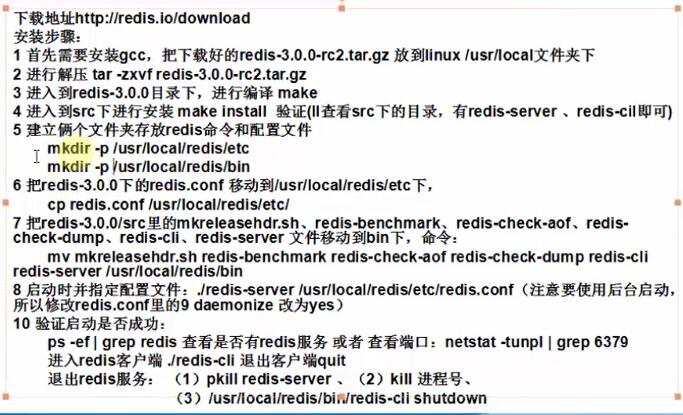 下载地址http://redis.io/download
安装步骤：
1 首先需要安装gcc，把下载好的redis-3.0.0-rc2.tar.gz 放到linux /usr/local文件夹下
2 进行解压 tar -zxvf redis-3.0.0-rc2.tar.gz
3 进入到redis-3.0.0目录下，进行编译 make
4 进入到src下进行安装 make install  验证(ll查看src下的目录，有redis-server 、redis-cil即可)
5 建立俩个文件夹存放redis命令和配置文件
mkdir -p /usr/local/redis/etc
mkdir -p /usr/local/redis/bin
6 把redis-3.0.0下的redis.conf 移动到/usr/local/redis/etc下，
cp redis.conf /usr/local/redis/etc/
7 把redis-3.0.0/src里的mkreleasehdr.sh、redis-benchmark、redis-check-aof、redis-
check-dump、redis-cli、redis-server 文件移动到bin下，命令：
mv mkreleasehdr.sh redis-benchmark redis-check-aof redis-check-dump redis-cli
redis-server /usr/local/redis/bin
8 启动时并指定配置文件：./redis-server /usr/local/redis/etc/redis.conf（注意要使用后台启动，
所以修改redis.conf里的9 daemonize 改为yes）
10 验证启动是否成功：
ps -ef | grep redis 查看是否有redis服务 或者 查看端口：netstat -tunpl | grep 6379
进入redis客户端 ./redis-cli 退出客户端quit
退出redis服务： （1）pkill redis-server 、（2）kill 进程号、
（3）/usr/local/redis/bin/redis-cli shutdown